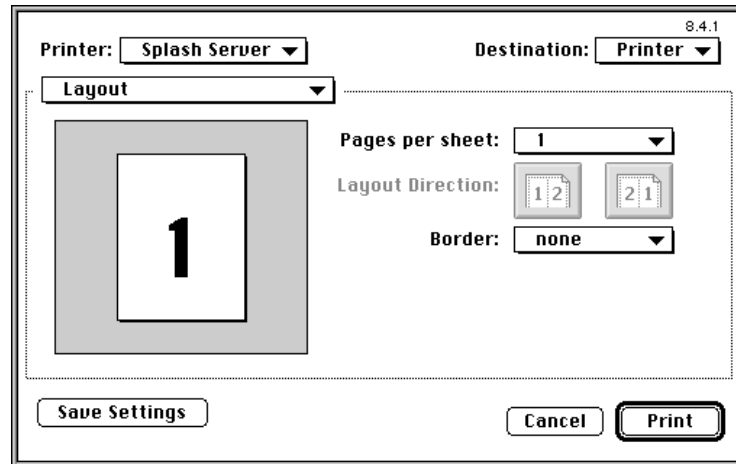 8.4.1
Printer: Splash Server Destination: Printer
Layout
Pages per sheet: 1
1
Layout Direction: 1 2 2 1
Border: none
Save Settings Cancel Print